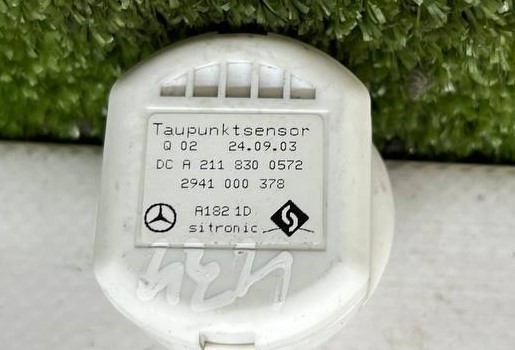 Taupunktsensor
Q 02 24.09.03
DC A 211 830 0572
2941 000 378
A182 1D
sitronic